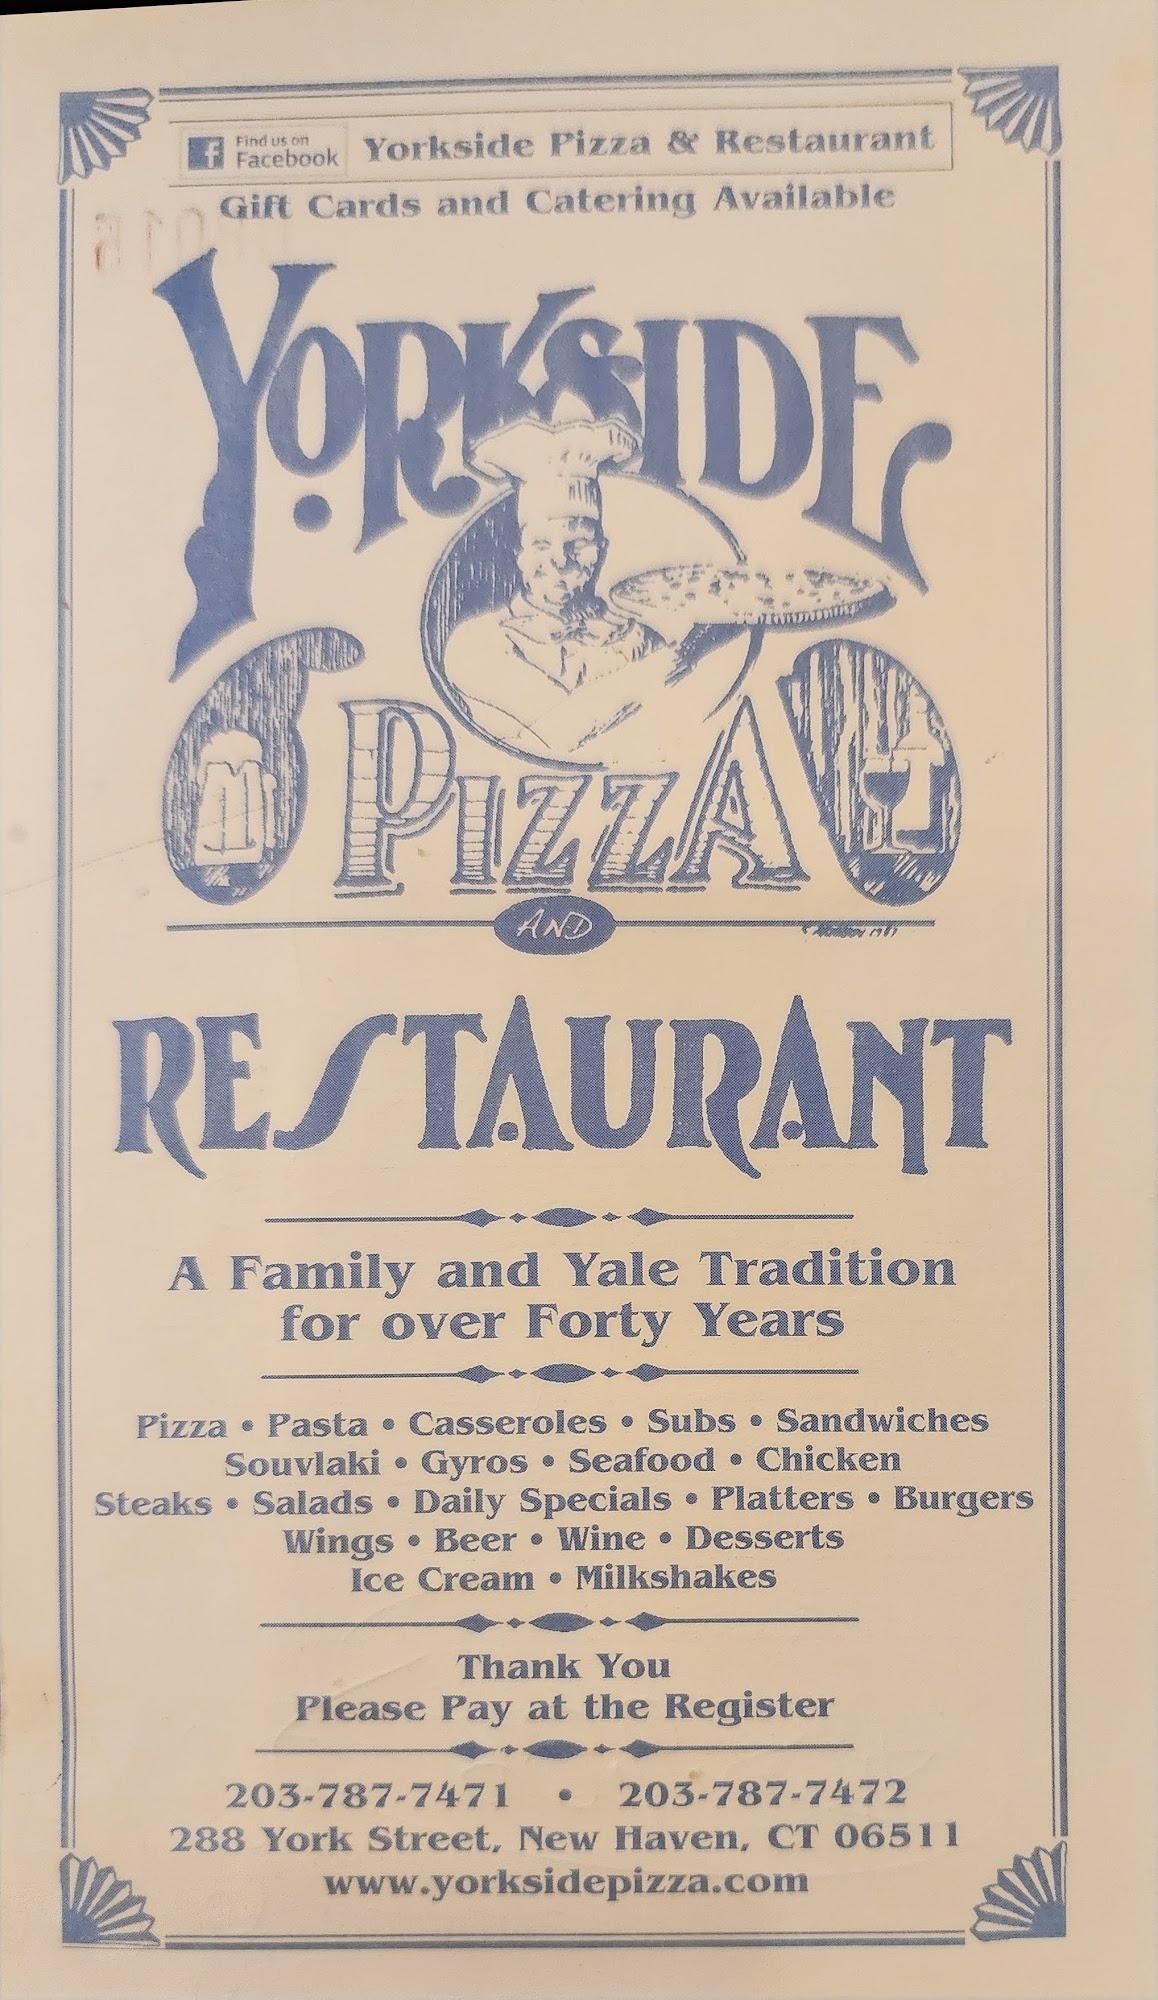 Find us on
Facebook
Yorkside Pizza & Restaurant
Gift Cards and Catering Available
YORKSIDE
PIZZA
AND
RESTAURANT
A Family and Yale Tradition
for over Forty Years
Pizza • Pasta • Casseroles • Subs • Sandwiches
Souvlaki • Gyros • Seafood • Chicken
Steaks • Salads • Daily Specials • Platters • Burgers
Wings • Beer • Wine • Desserts
Ice Cream • Milkshakes
Thank You
Please Pay at the Register
203-787-7471 • 203-787-7472
288 York Street, New Haven, CT 06511
www.yorksidepizza.com